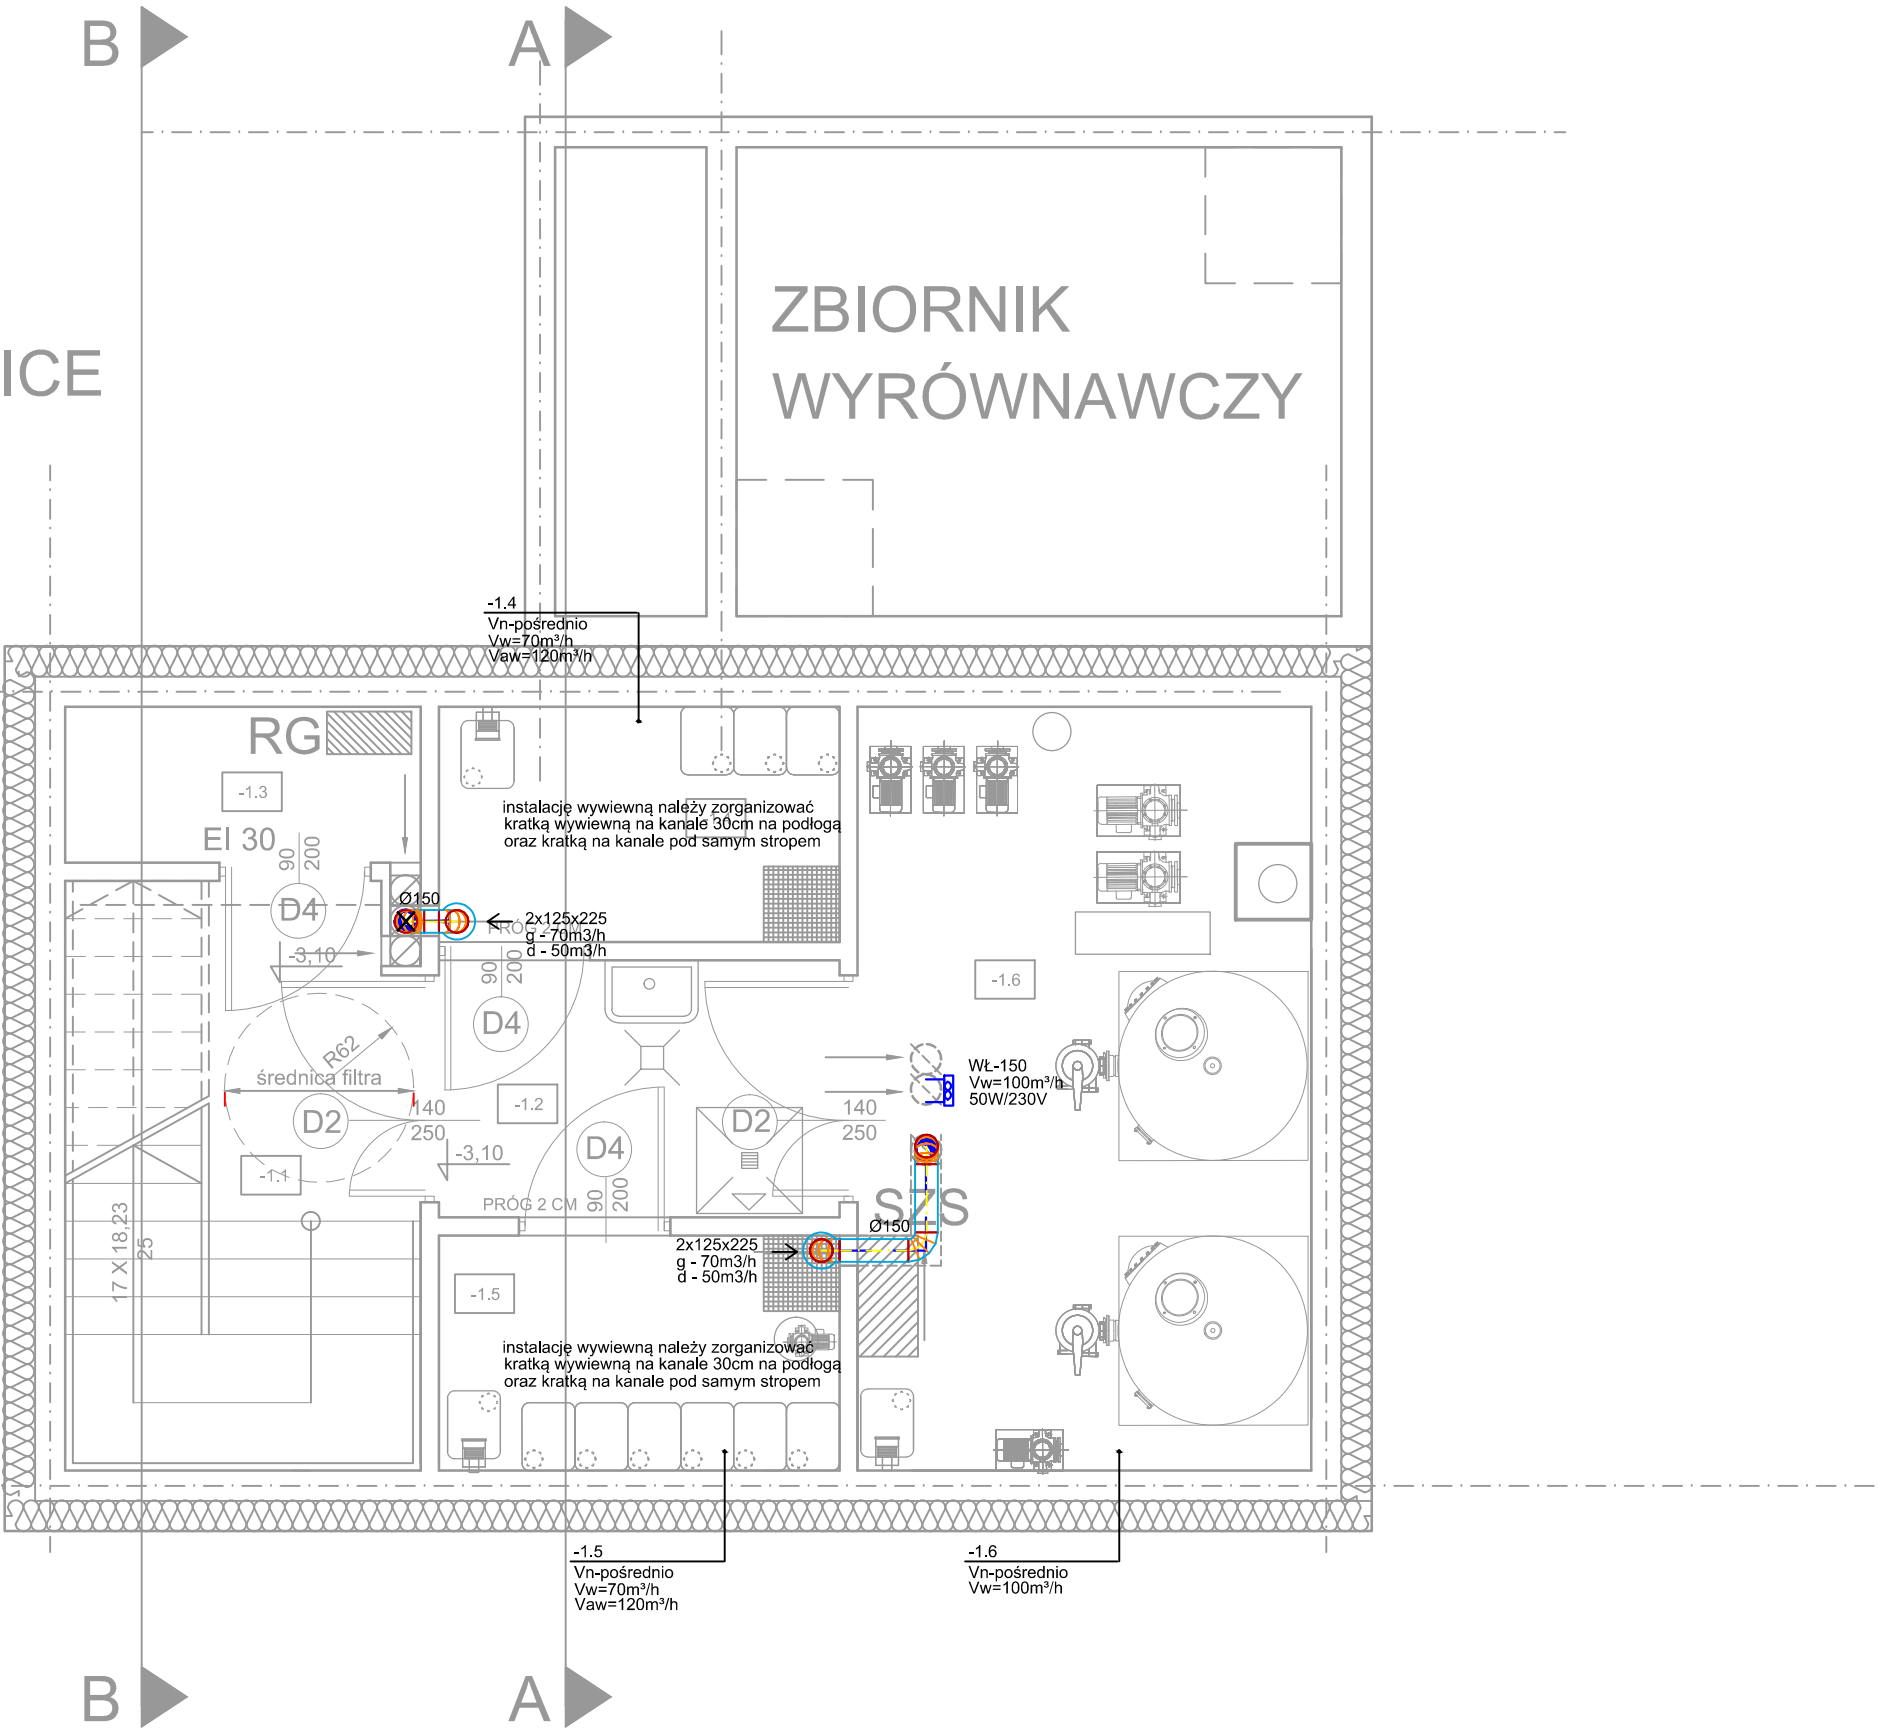 B
A
ZBIORNIK
WYRÓWNAWCZY
ICE
-1.4
Vn-pośrednio
Vw=70m³/h
Vaw=120m³/h
RG
-1.3
EI 30
90
200
D4
instalację wywiewną należy zorganizować
kratką wywiewną na kanale 30cm na podłogą
oraz kratką na kanale pod samym stropem
Ø150
2x125x225
g - 70m3/h
d - 50m3/h
-3,10
90
200
D4
-1.6
R62
średnica filtra
D2
140
250
-1.2
D4
D2
140
250
WŁ-150
Vw=100m³/h
50W/230V
-3,10
-1.1
PRÓG 2 CM
90
200
SZS
Ø150
17 X 18,23
25
2x125x225
g - 70m3/h
d - 50m3/h
-1.5
instalację wywiewną należy zorganizować
kratką wywiewną na kanale 30cm na podłogą
oraz kratką na kanale pod samym stropem
-1.5
Vn-pośrednio
Vw=70m³/h
Vaw=120m³/h
-1.6
Vn-pośrednio
Vw=100m³/h
B
A